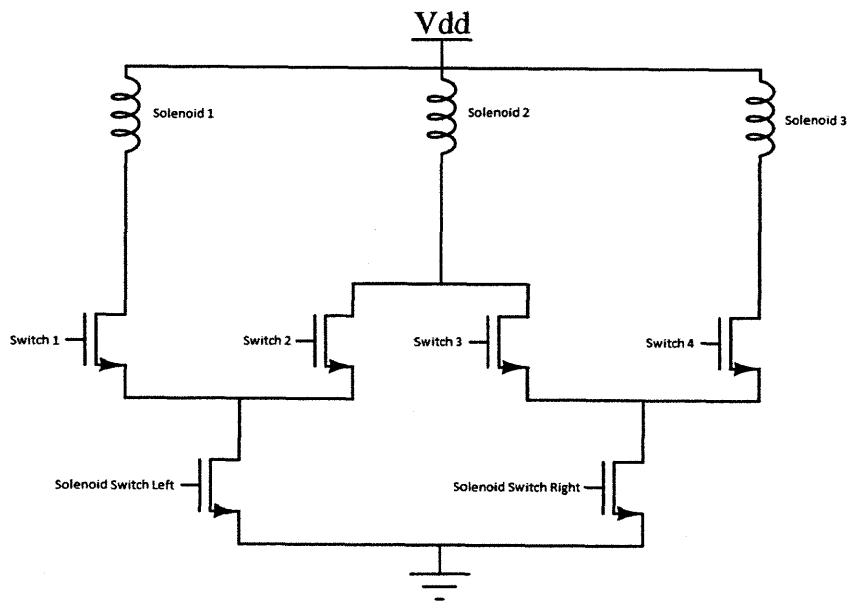 Vdd
Solenoid 1
Solenoid 2
Solenoid 3
Switch 1
Switch 2
Switch 3
Switch 4
Solenoid Switch Left
Solenoid Switch Right